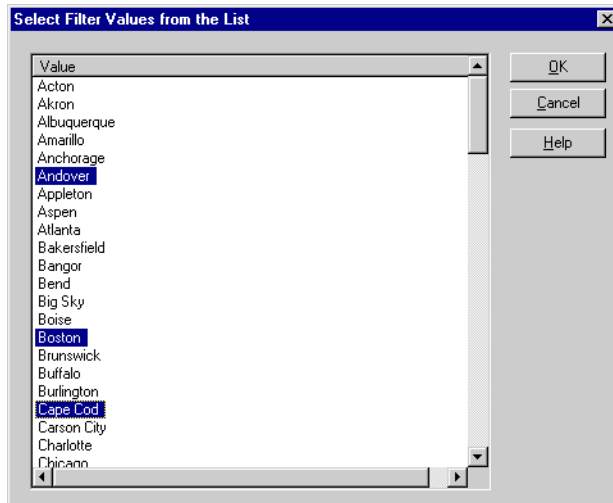 Select Filter Values from the List
Value
Acton
Akron
Albuquerque
Amarillo
Anchorage
Andover
Appleton
Aspen
Atlanta
Bakersfield
Bangor
Bend
Big Sky
Boise
Boston
Brunswick
Buffalo
Burlington
Cape Cod
Carson City
Charlotte
Chicago
OK
Cancel
Help